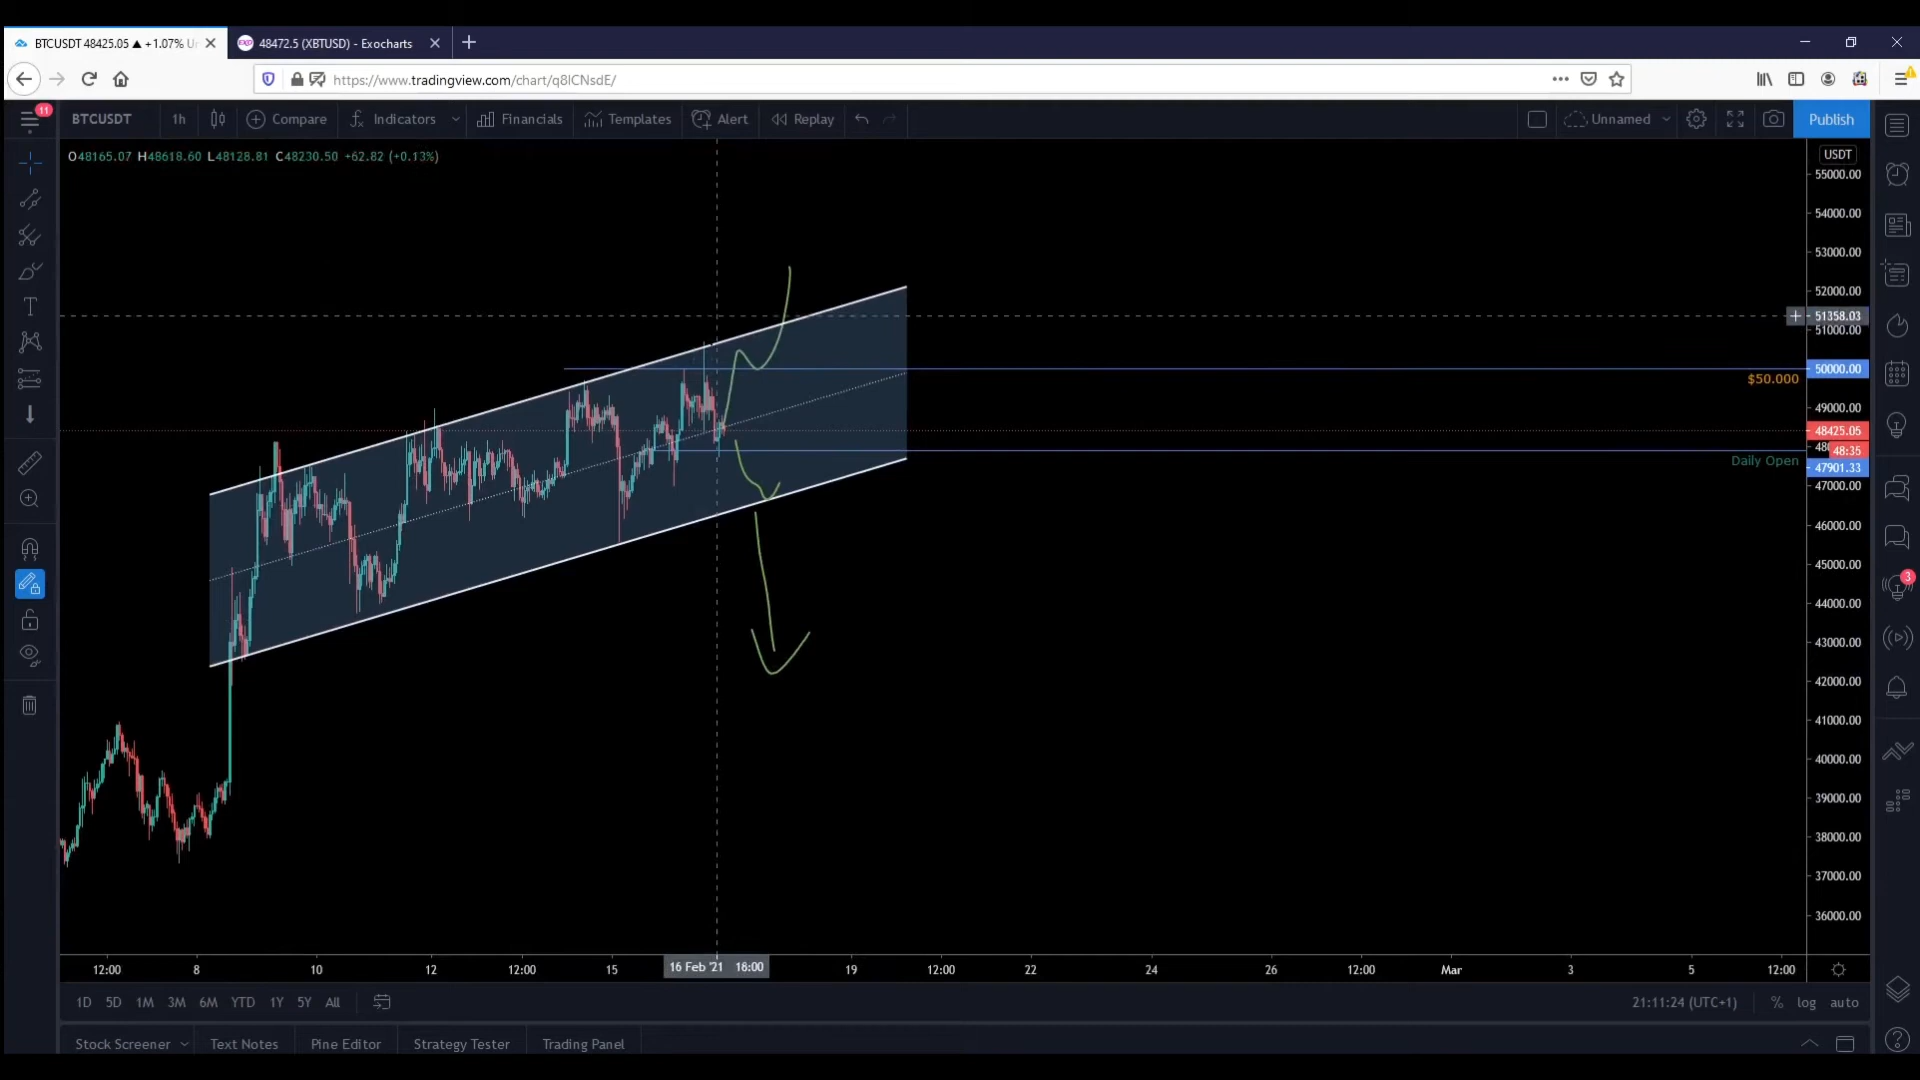 BTCUSDT 48425.05 ▲ +1.07% Un
48472.5 (XBTUSD) - Exocharts
https://www.tradingview.com/chart/q8lCNsdE/
11 BTCUSDT 1h Compare Indicators Financials Templates Alert Replay Unnamed Publish
O48165.07 H48618.60 L48128.81 C48230.50 +62.82 (+0.13%)
USDT
55000.00
54000.00
53000.00
52000.00
51358.03
51000.00
50000.00
$50.000
49000.00
48425.05
48:35
Daily Open
47901.33
47000.00
46000.00
45000.00
3
44000.00
43000.00
42000.00
41000.00
40000.00
39000.00
38000.00
37000.00
36000.00
12:00 8 10 12 12:00 15 16 Feb '21 18:00 19 12:00 22 24 26 12:00 Mar 3 5 12:00
1D 5D 1M 3M 6M YTD 1Y 5Y All 21:11:24 (UTC+1) % log auto
Stock Screener Text Notes Pine Editor Strategy Tester Trading Panel